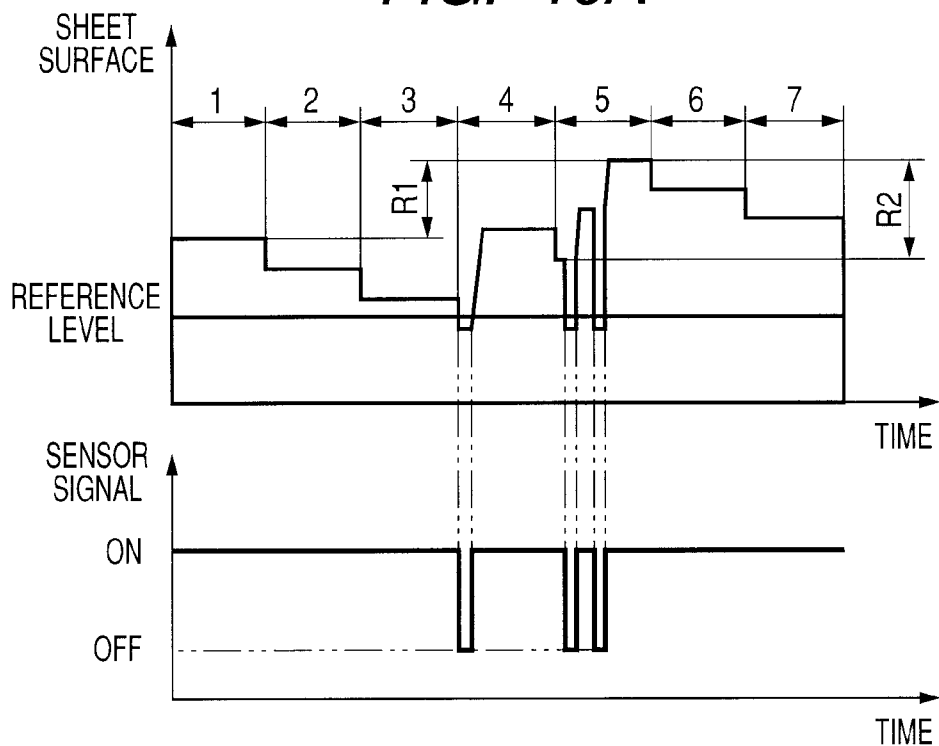 SHEET
SURFACE
1 2 3 4 5 6 7
R1
R2
REFERENCE
LEVEL
TIME
SENSOR
SIGNAL
ON
OFF
TIME